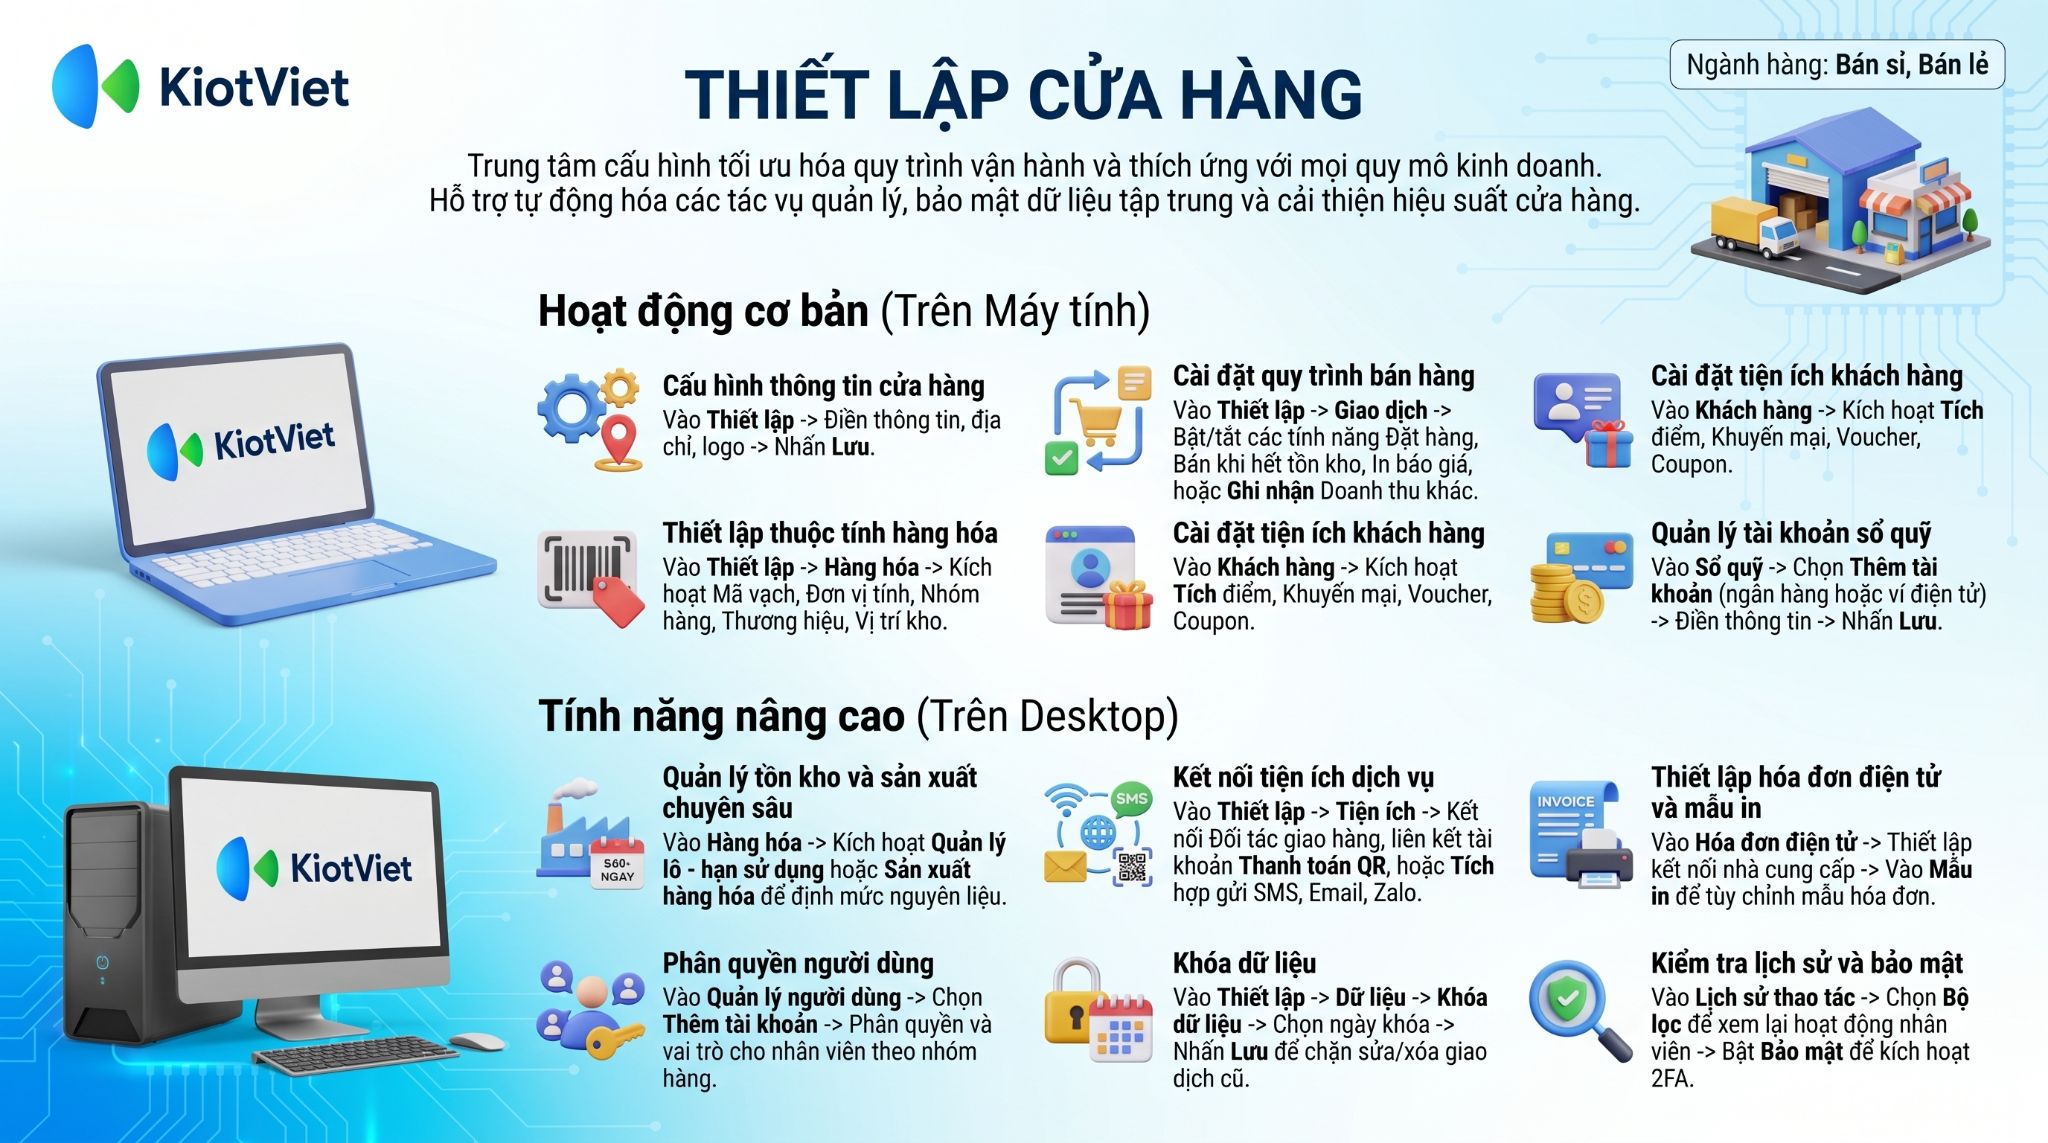 KiotViet
THIẾT LẬP CỬA HÀNG
Ngành hàng: Bán sỉ, Bán lẻ
Trung tâm cấu hình tối ưu hóa quy trình vận hành và thích ứng với mọi quy mô kinh doanh.
Hỗ trợ tự động hóa các tác vụ quản lý, bảo mật dữ liệu tập trung và cải thiện hiệu suất cửa hàng.
KiotViet
Hoạt động cơ bản (Trên Máy tính)
Cấu hình thông tin cửa hàng
Vào Thiết lập -> Điền thông tin, địa
chỉ, logo -> Nhấn Lưu.
Cài đặt quy trình bán hàng
Vào Thiết lập -> Giao dịch ->
Bật/tắt các tính năng Đặt hàng,
Bán khi hết tồn kho, In báo giá,
hoặc Ghi nhận Doanh thu khác.
Cài đặt tiện ích khách hàng
Vào Khách hàng -> Kích hoạt Tích
điểm, Khuyến mại, Voucher,
Coupon.
Thiết lập thuộc tính hàng hóa
Vào Thiết lập -> Hàng hóa -> Kích
hoạt Mã vạch, Đơn vị tính, Nhóm
hàng, Thương hiệu, Vị trí kho.
Cài đặt tiện ích khách hàng
Vào Khách hàng -> Kích hoạt
Tích điểm, Khuyến mại, Voucher,
Coupon.
Quản lý tài khoản sổ quỹ
Vào Sổ quỹ -> Chọn Thêm tài
khoản (ngân hàng hoặc ví điện tử)
-> Điền thông tin -> Nhấn Lưu.
Tính năng nâng cao (Trên Desktop)
KiotViet
S60+
NGAY
Quản lý tồn kho và sản xuất
chuyên sâu
Vào Hàng hóa -> Kích hoạt Quản lý
lô - hạn sử dụng hoặc Sản xuất
hàng hóa để định mức nguyên liệu.
SMS
Kết nối tiện ích dịch vụ
Vào Thiết lập -> Tiện ích -> Kết
nối Đối tác giao hàng, liên kết tài
khoản Thanh toán QR, hoặc Tích
hợp gửi SMS, Email, Zalo.
INVOICE
Thiết lập hóa đơn điện tử
và mẫu in
Vào Hóa đơn điện tử -> Thiết lập
kết nối nhà cung cấp -> Vào Mẫu
in để tùy chỉnh mẫu hóa đơn.
Phân quyền người dùng
Vào Quản lý người dùng -> Chọn
Thêm tài khoản -> Phân quyền và
vai trò cho nhân viên theo nhóm
hàng.
Khóa dữ liệu
Vào Thiết lập -> Dữ liệu -> Khóa
dữ liệu -> Chọn ngày khóa ->
Nhấn Lưu để chặn sửa/xóa giao
dịch cũ.
Kiểm tra lịch sử và bảo mật
Vào Lịch sử thao tác -> Chọn Bộ
lọc để xem lại hoạt động nhân
viên -> Bật Bảo mật để kích hoạt
2FA.